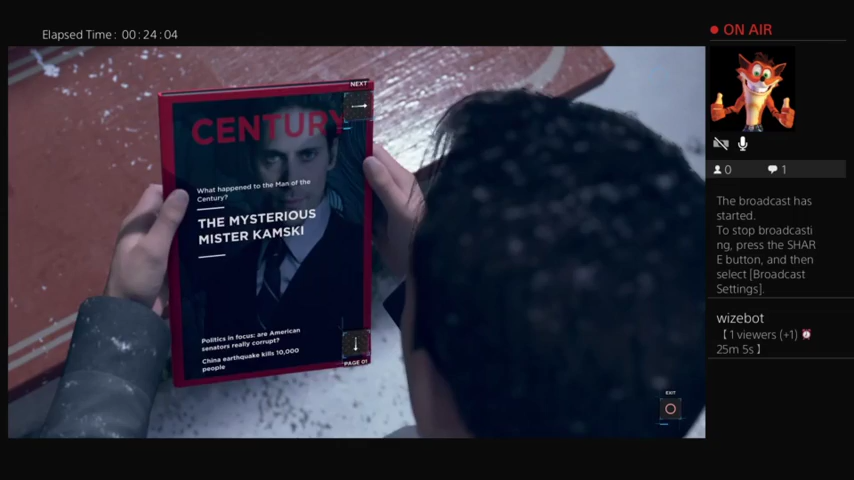 Elapsed Time : 00:24:04
ON AIR
NEXT
CENTURY
What happened to the Man of the
Century?
THE MYSTERIOUS
MISTER KAMSKI
Politics in focus: are American
senators really corrupt?
China earthquake kills 10,000
people
PAGE 01
EXIT
0
1
The broadcast has
started.
To stop broadcasti
ng, press the SHAR
E button, and then
select [Broadcast
Settings].
wizebot
【 1 viewers (+1) ⏰
25m 5s 】